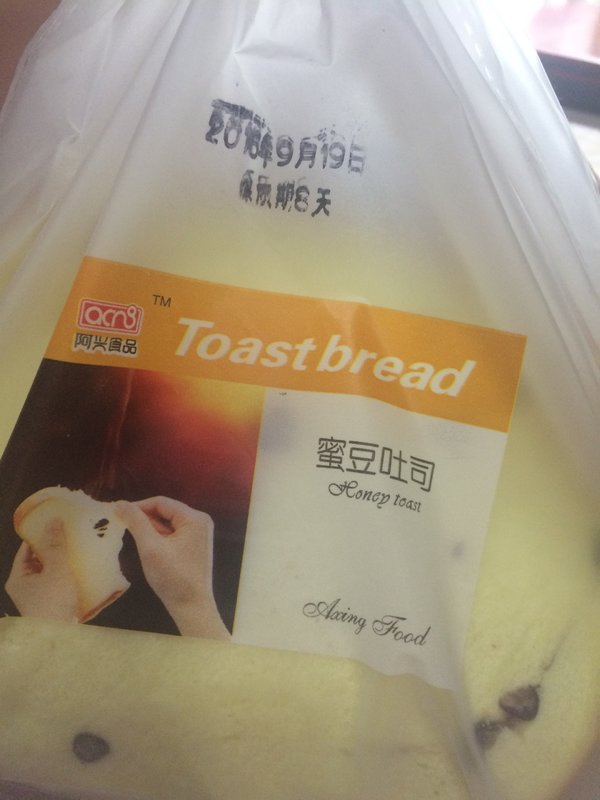 9月19日
保质期8天
acn8
TM
阿兴食品
Toast bread
蜜豆吐司
Honey toast
Axing Food